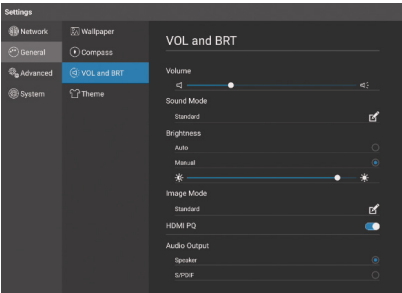 Settings
Network
General
Advanced
System
Wallpaper
Compass
VOL and BRT
Theme
VOL and BRT
Volume
Sound Mode
Standard
Brightness
Auto
Manual
Image Mode
Standard
HDMI PQ
Audio Output
Speaker
S/PDIF